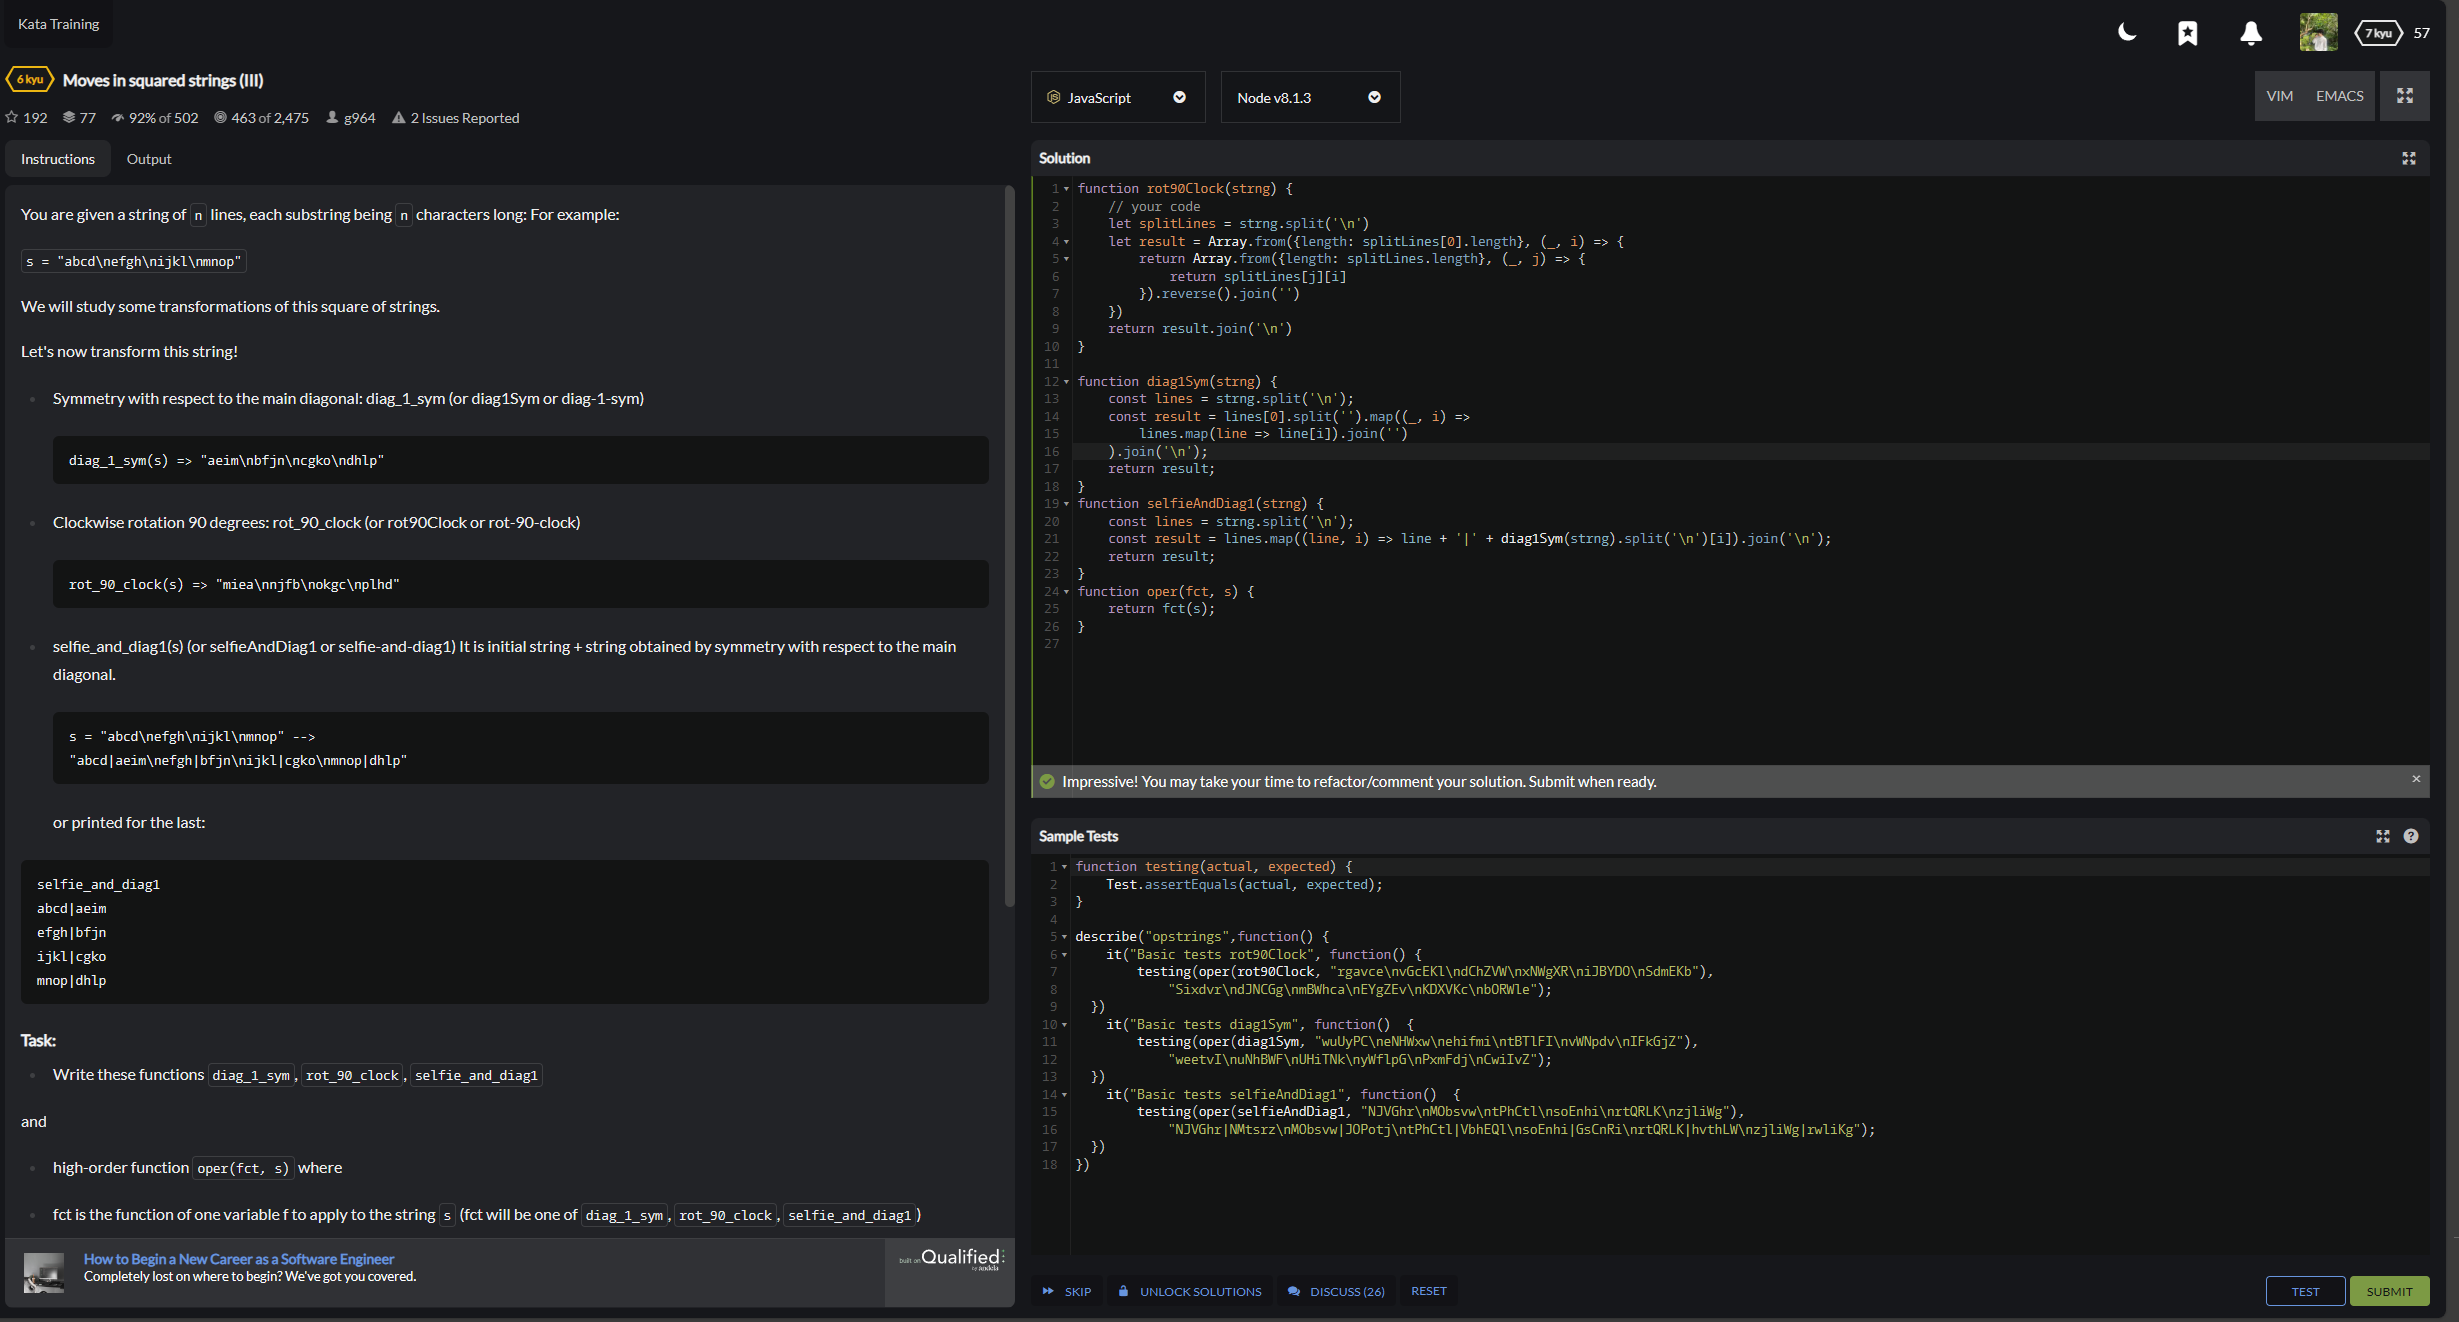 Kata Training
7 kyu 57
6 kyu Moves in squared strings (III)
192 77 92% of 502 463 of 2,475 g964 2 Issues Reported
Instructions Output
You are given a string of n lines, each substring being n characters long: For example:
s = "abcd\nefgh\nijkl\nmnop"
We will study some transformations of this square of strings.
Let's now transform this string!
Symmetry with respect to the main diagonal: diag_1_sym (or diag1Sym or diag-1-sym)
diag_1_sym(s) => "aeim\nbfjn\ncgko\ndhlp"
Clockwise rotation 90 degrees: rot_90_clock (or rot90Clock or rot-90-clock)
rot_90_clock(s) => "miea\nnjfb\nokgc\nplhd"
selfie_and_diag1(s) (or selfieAndDiag1 or selfie-and-diag1) It is initial string + string obtained by symmetry with respect to the main
diagonal.
s = "abcd\nefgh\nijkl\nmnop" -->
"abcd|aeim\nefgh|bfjn\nijkl|cgko\nmnop|dhlp"
or printed for the last:
selfie_and_diag1
abcd|aeim
efgh|bfjn
ijkl|cgko
mnop|dhlp
Task:
Write these functions diag_1_sym, rot_90_clock, selfie_and_diag1
and
high-order function oper(fct, s) where
fct is the function of one variable f to apply to the string s (fct will be one of diag_1_sym, rot_90_clock, selfie_and_diag1)
How to Begin a New Career as a Software Engineer
Completely lost on where to begin? We've got you covered.
built on Qualified by andela
JavaScript
Node v8.1.3
VIM EMACS
Solution
1 function rot90Clock(strng) {
2 // your code
3 let splitLines = strng.split('\n')
4 let result = Array.from({length: splitLines[0].length}, (_, i) => {
5 return Array.from({length: splitLines.length}, (_, j) => {
6 return splitLines[j][i]
7 }).reverse().join('')
8 })
9 return result.join('\n')
10 }
11
12 function diag1Sym(strng) {
13 const lines = strng.split('\n');
14 const result = lines[0].split('').map((_, i) =>
15 lines.map(line => line[i]).join('')
16 ).join('\n');
17 return result;
18 }
19 function selfieAndDiag1(strng) {
20 const lines = strng.split('\n');
21 const result = lines.map((line, i) => line + '|' + diag1Sym(strng).split('\n')[i]).join('\n');
22 return result;
23 }
24 function oper(fct, s) {
25 return fct(s);
26 }
27
Impressive! You may take your time to refactor/comment your solution. Submit when ready.
Sample Tests
1 function testing(actual, expected) {
2 Test.assertEquals(actual, expected);
3 }
4
5 describe("opstrings",function() {
6 it("Basic tests rot90Clock", function() {
7 testing(oper(rot90Clock, "rgavce\nvGcEKl\ndChZVW\nxNWgXR\niJBYDO\nSdmEKb"),
8 "Sixdvr\ndJNCGg\nmBWhca\nEYgZEv\nKDXVKc\nbORWle");
9 })
10 it("Basic tests diag1Sym", function() {
11 testing(oper(diag1Sym, "wuUyPC\neNHWxw\nehifmi\ntBTlFI\nvWNpdv\nIFkGjZ"),
12 "weetvI\nuNhBWF\nUHiTNk\nyWflpG\nPxmFdj\nCwiIvZ");
13 })
14 it("Basic tests selfieAndDiag1", function() {
15 testing(oper(selfieAndDiag1, "NJVGhr\nMObsvw\ntPhCtl\nsoEnhi\nrtQRLK\nzjliWg"),
16 "NJVGhr|NMtsrz\nMObsvw|JOPotj\ntPhCtl|VbhEQl\nsoEnhi|GsCnRi\nrtQRLK|hvthLW\nzjliWg|rwliKg");
17 })
18 })
SKIP UNLOCK SOLUTIONS DISCUSS (26) RESET
TEST SUBMIT